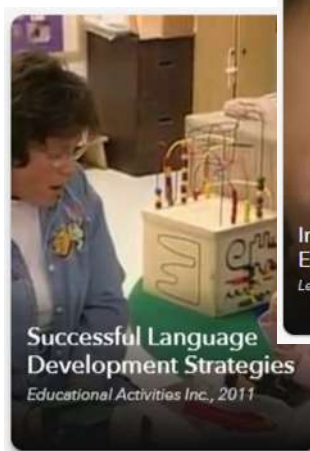 Successful Language
Development Strategies
Educational Activities Inc., 2011